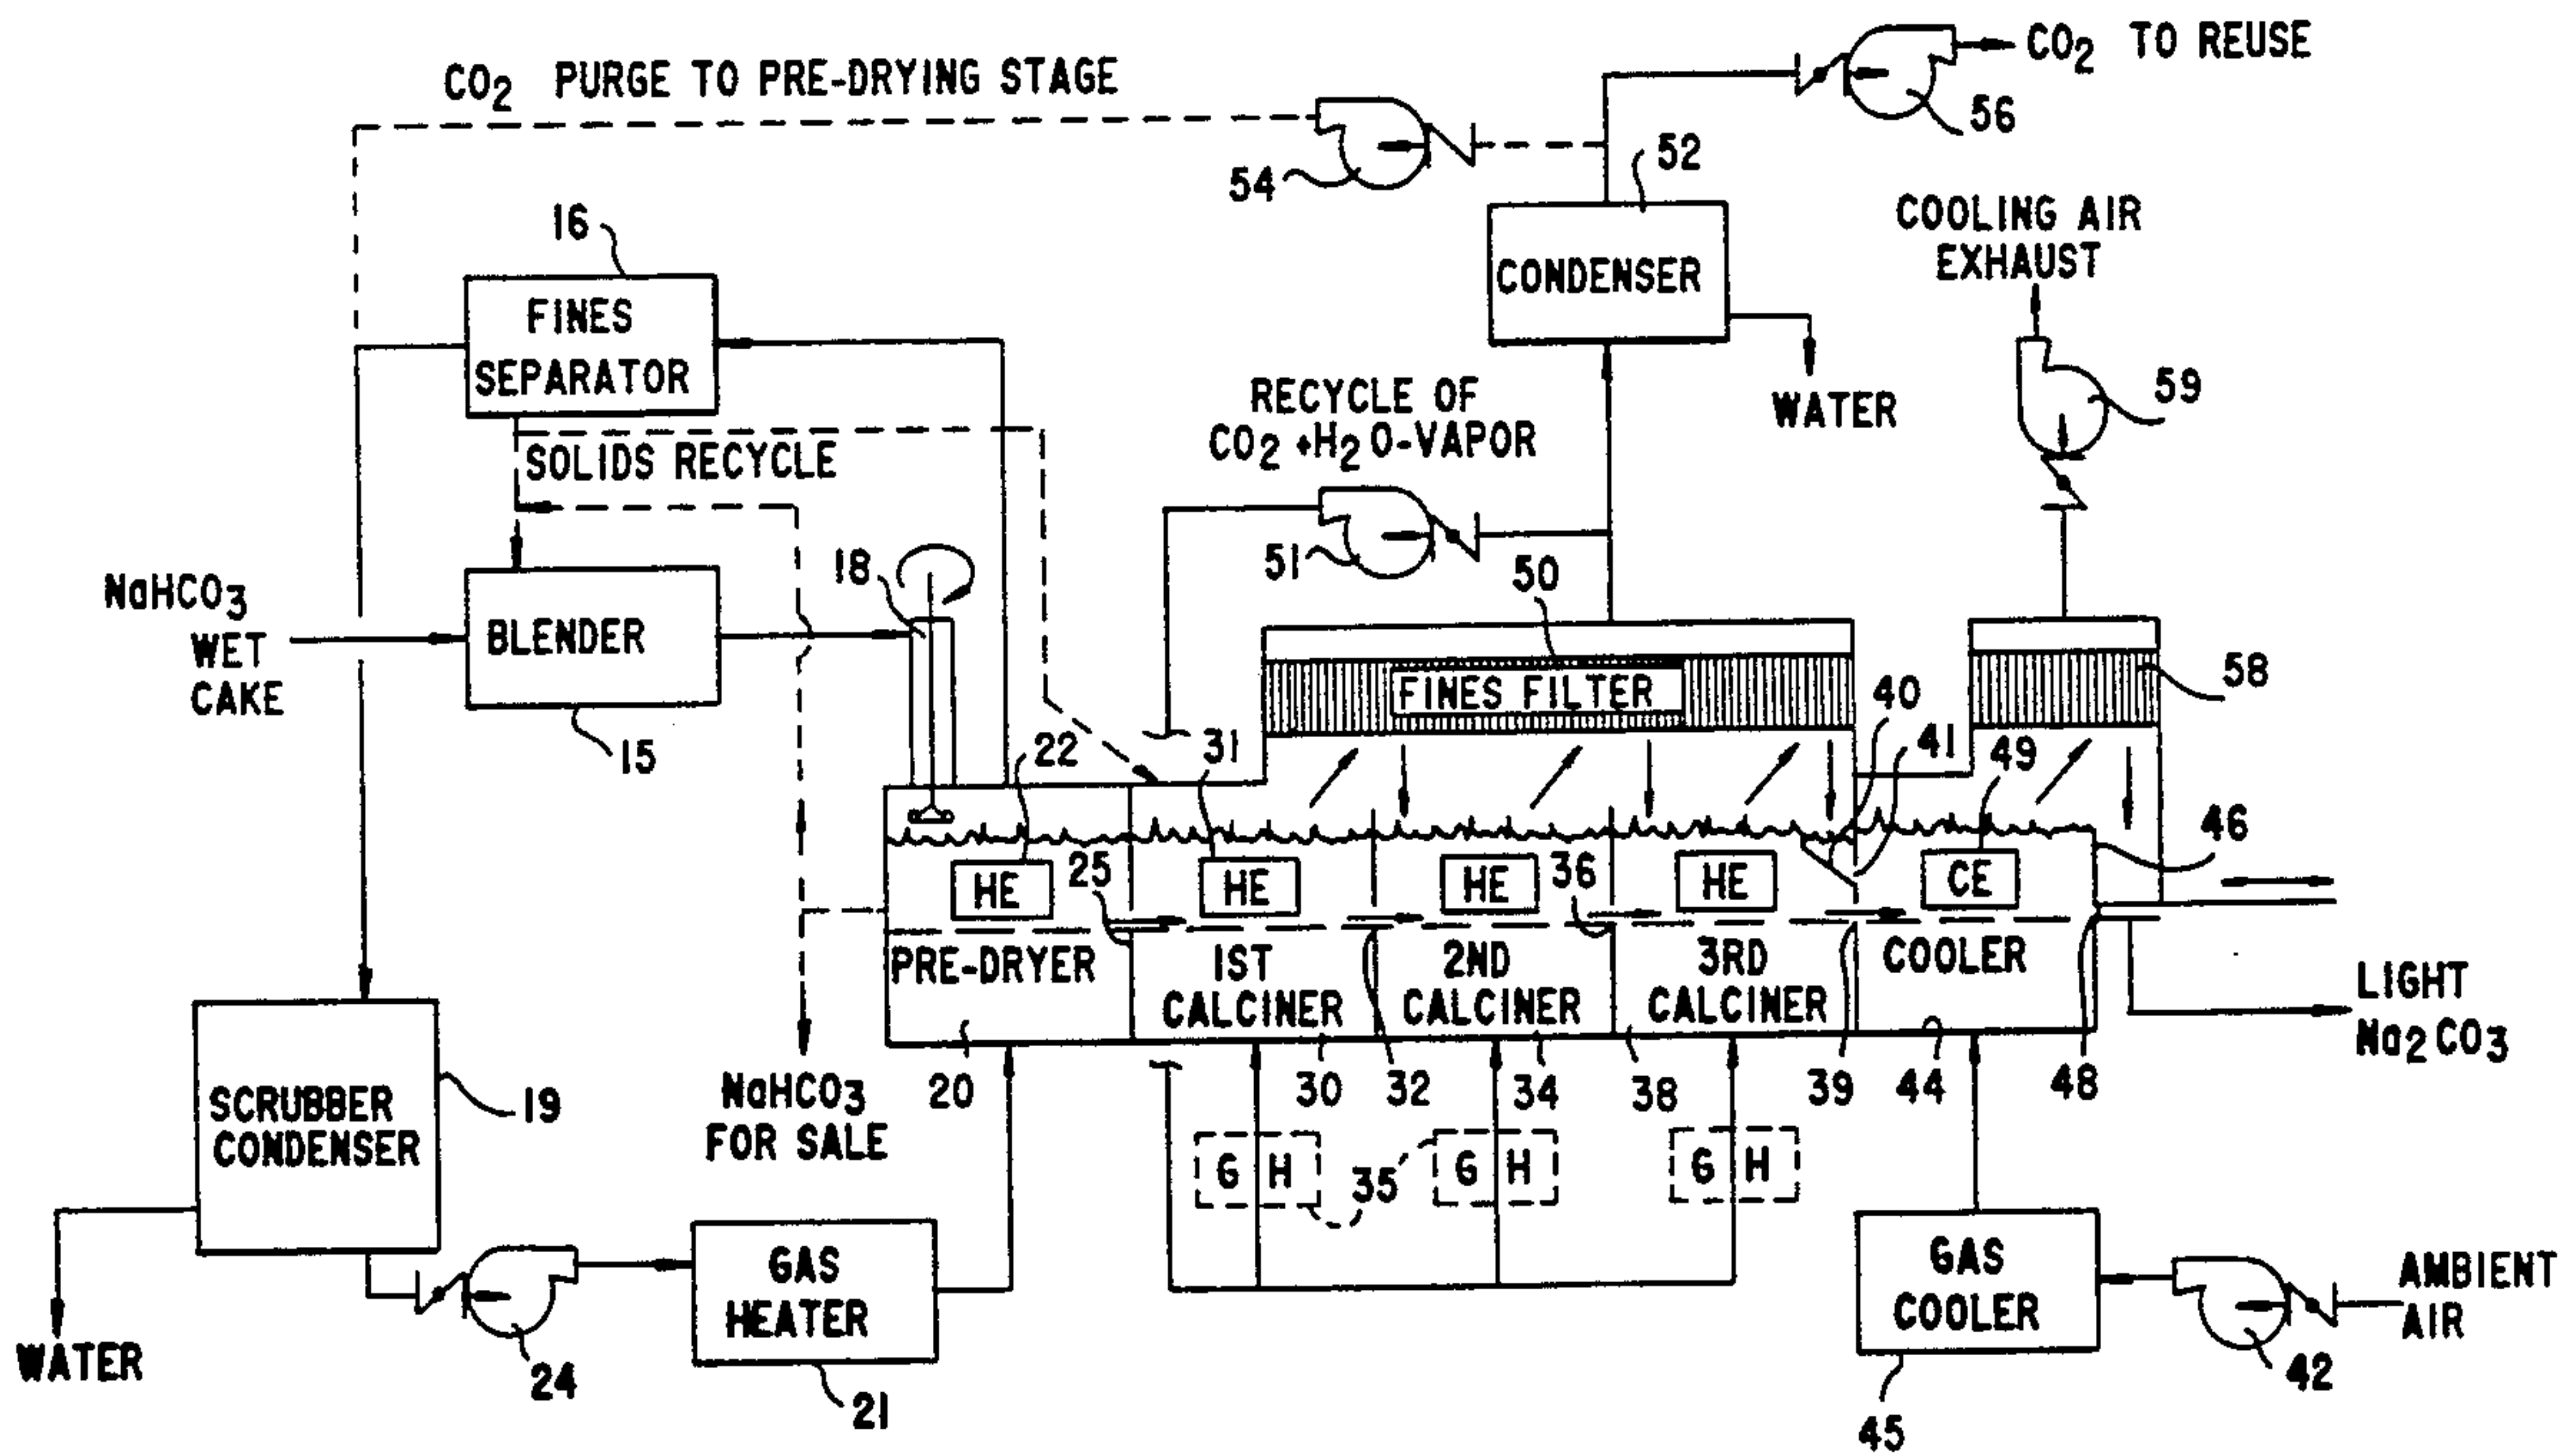 CO2 PURGE TO PRE-DRYING STAGE
CO2 TO REUSE
56
54
52
COOLING AIR
EXHAUST
16
FINES
SEPARATOR
CONDENSER
59
RECYCLE OF
CO2 +H2O-VAPOR
WATER
SOLIDS RECYCLE
51
50
18
NaHCO3
WET
CAKE
BLENDER
FINES FILTER
58
15
22
31
40
41
49
46
25
HE
HE
HE
36
HE
CE
PRE-DRYER
1ST
CALCINER
2ND
CALCINER
3RD
CALCINER
COOLER
LIGHT
Na2CO3
20
30
32
34
38
39
44
48
NaHCO3
FOR SALE
SCRUBBER
CONDENSER
19
G H
35
G H
G H
GAS
HEATER
GAS
COOLER
AMBIENT
AIR
WATER
24
21
45
42